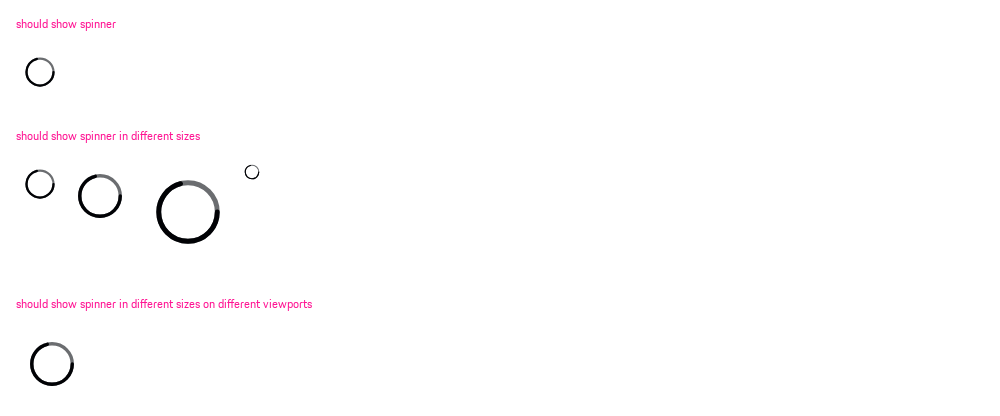 should show spinner
should show spinner in different sizes
should show spinner in different sizes on different viewports